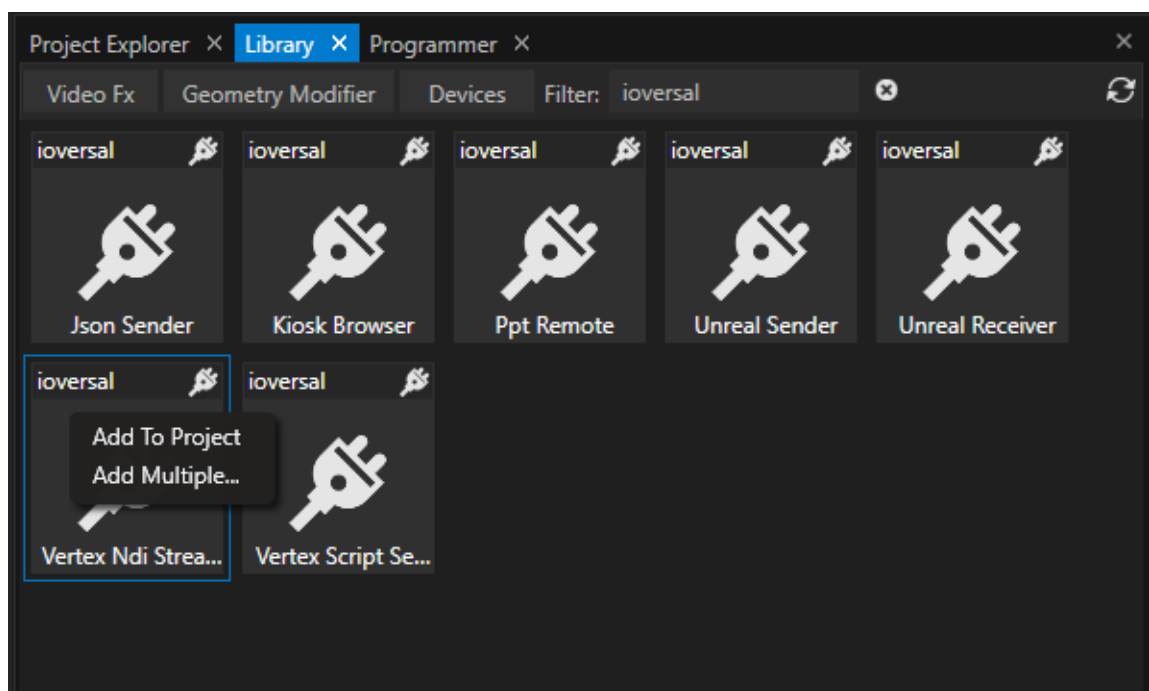 Project Explorer Library Programmer
Video Fx Geometry Modifier Devices Filter: ioversal
ioversal ioversal ioversal ioversal ioversal
Json Sender Kiosk Browser Ppt Remote Unreal Sender Unreal Receiver
ioversal ioversal
Add To Project
Add Multiple...
Vertex Ndi Strea... Vertex Script Se...